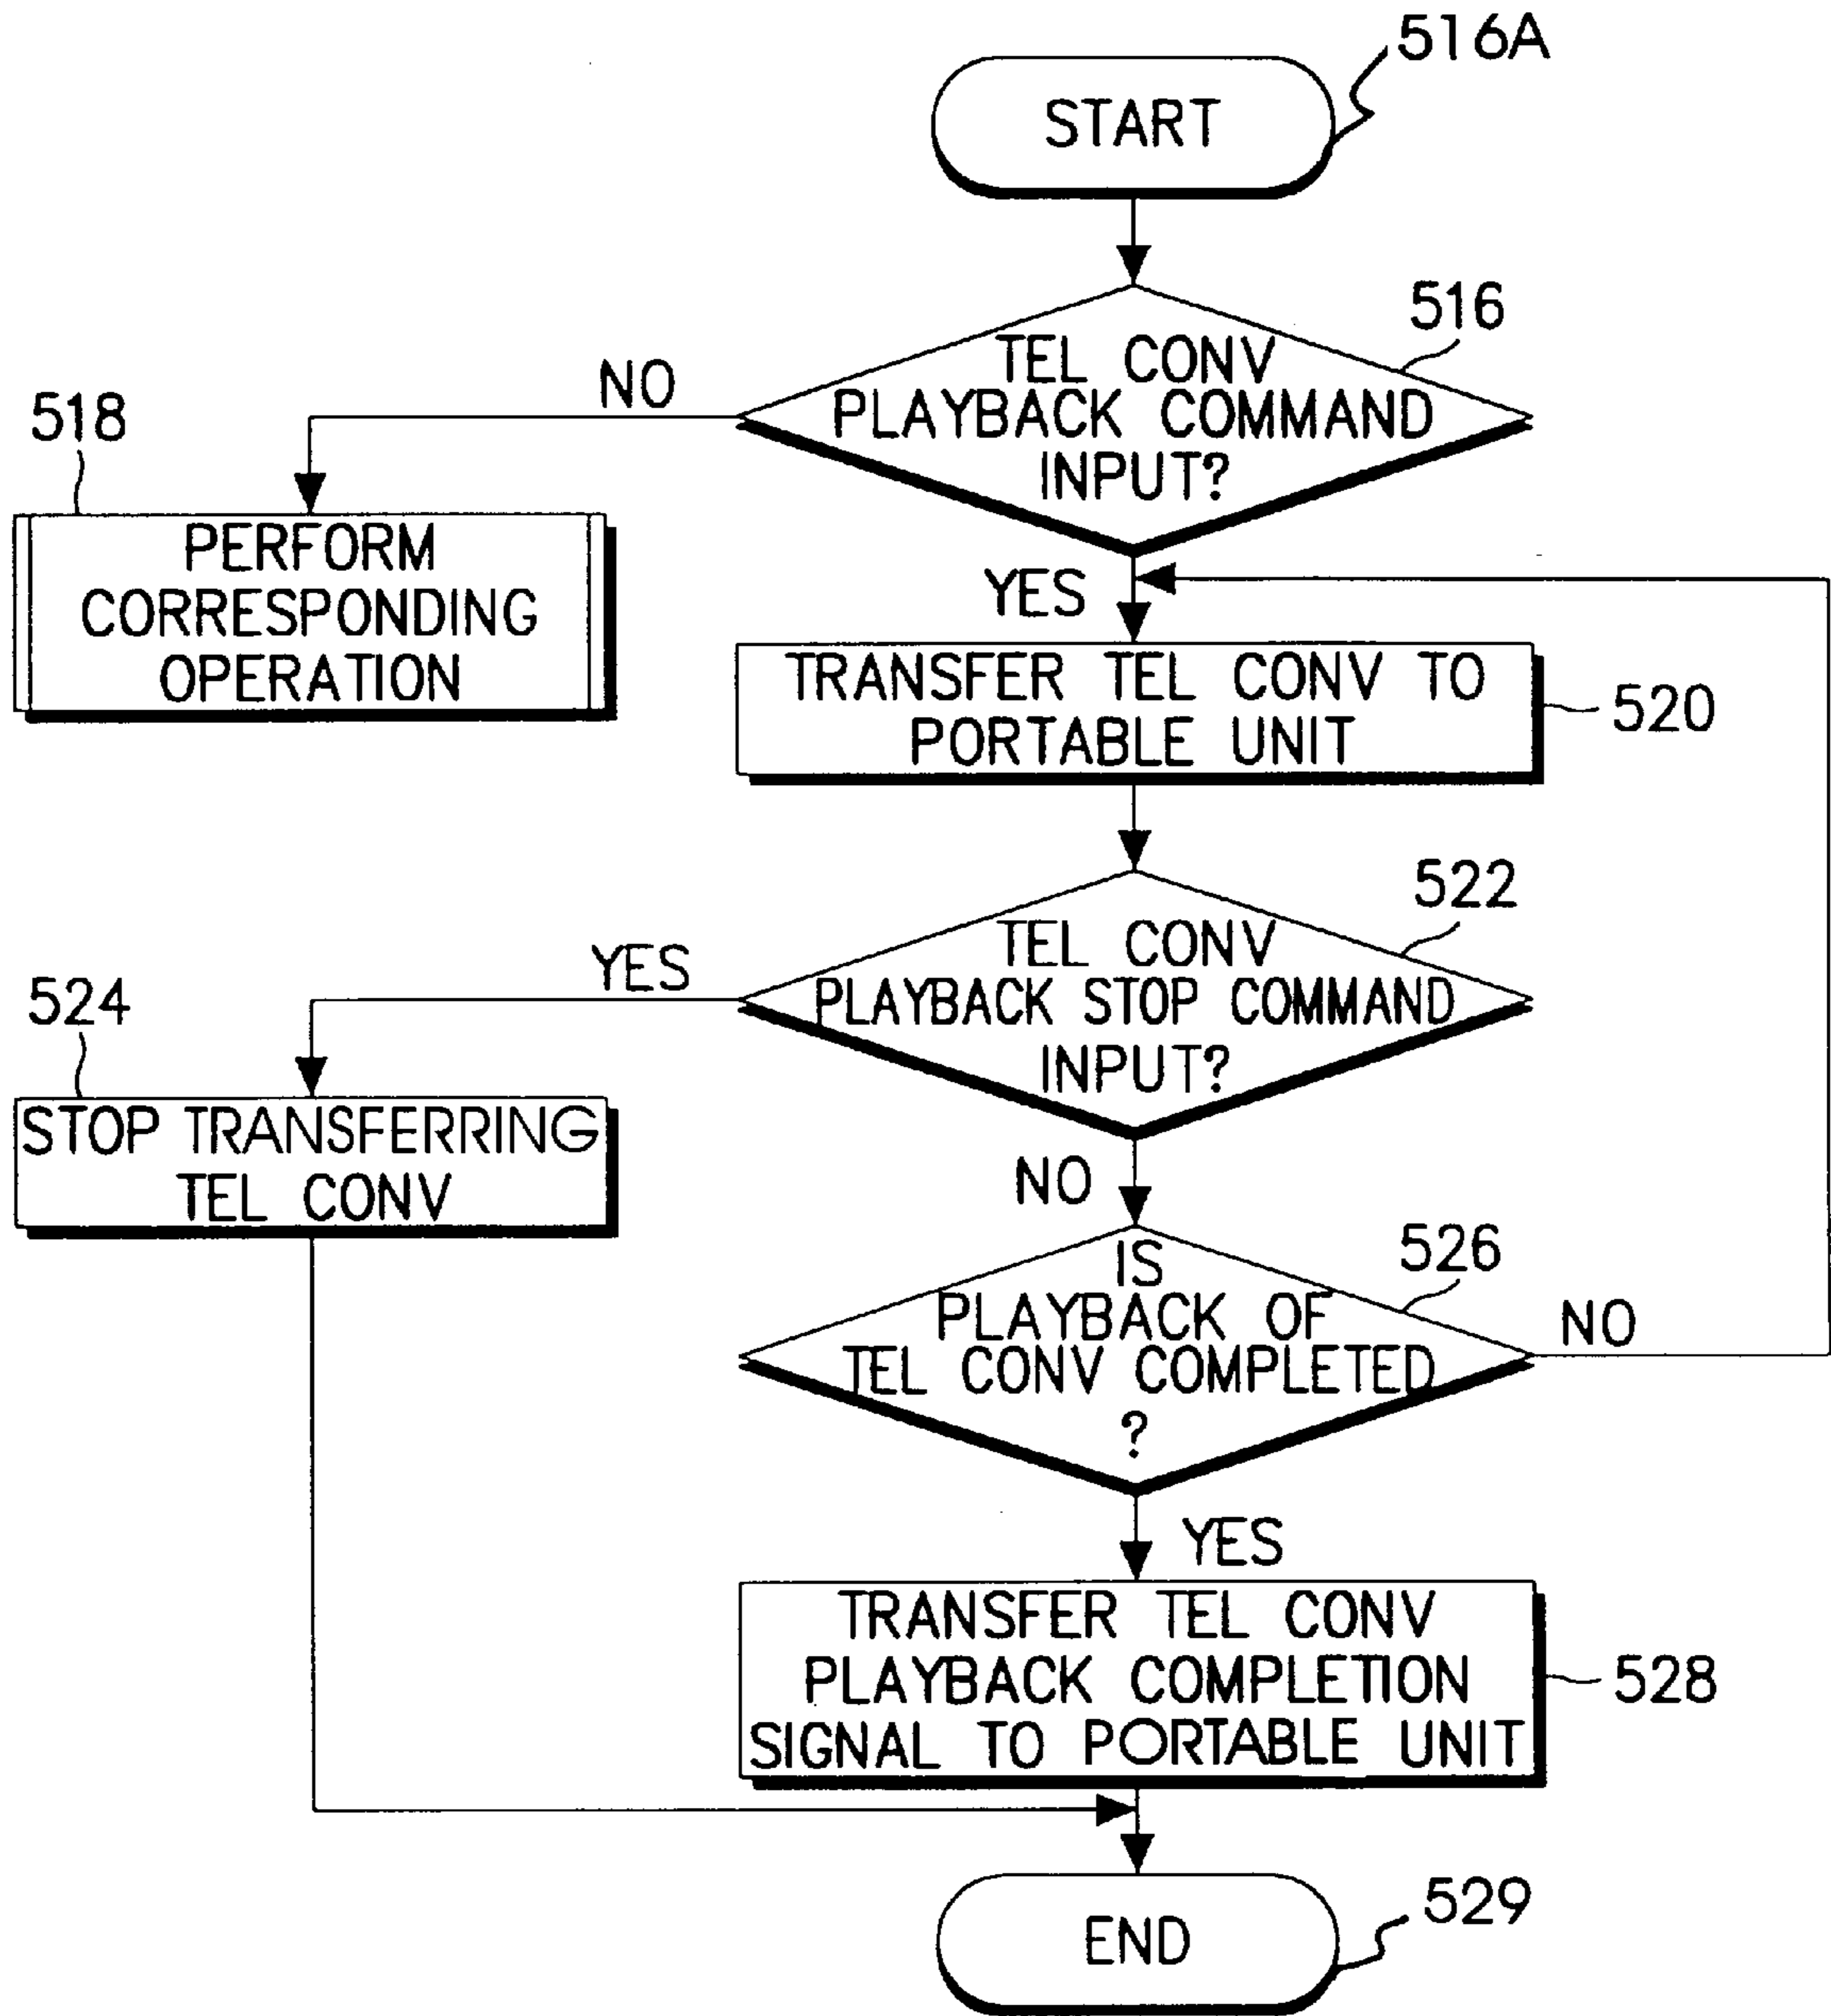 516A
START
516
TEL CONV
PLAYBACK COMMAND
INPUT?
NO
518
PERFORM
CORRESPONDING
OPERATION
YES
TRANSFER TEL CONV TO
PORTABLE UNIT
520
522
TEL CONV
PLAYBACK STOP COMMAND
INPUT?
YES
524
STOP TRANSFERRING
TEL CONV
NO
526
IS
PLAYBACK OF
TEL CONV COMPLETED
?
NO
YES
TRANSFER TEL CONV
PLAYBACK COMPLETION
SIGNAL TO PORTABLE UNIT
528
END
529